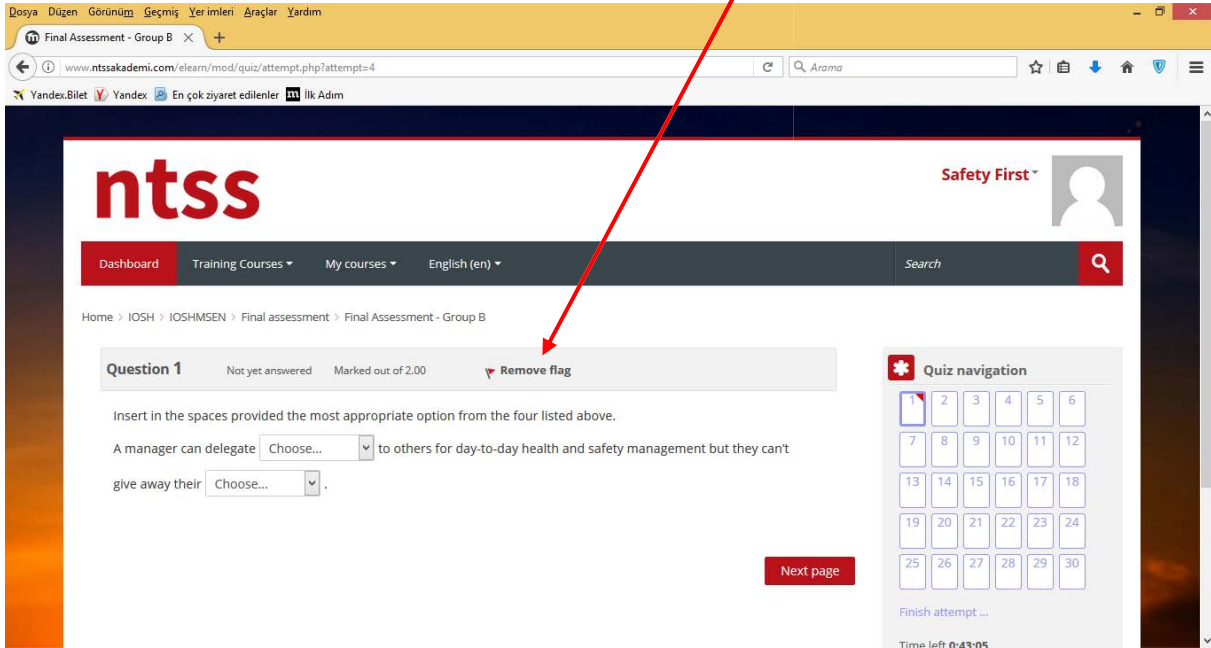 Dosya Düzen Görünüm Geçmiş Yer imleri Araçlar Yardım
Final Assessment - Group B
www.ntssakademi.com/elearn/mod/quiz/attempt.php?attempt=4
Arama
Yandex.Bilet Yandex En çok ziyaret edilenler İlk Adım
ntss
Safety First
Dashboard Training Courses My courses English (en) Search
Home > IOSH > IOSHMSEN > Final assessment > Final Assessment - Group B
Question 1 Not yet answered Marked out of 2.00 Remove flag
Insert in the spaces provided the most appropriate option from the four listed above.
A manager can delegate Choose... to others for day-to-day health and safety management but they can't
give away their Choose... .
Next page
Quiz navigation
1 2 3 4 5 6
7 8 9 10 11 12
13 14 15 16 17 18
19 20 21 22 23 24
25 26 27 28 29 30
Finish attempt ...
Time left 0:43:05